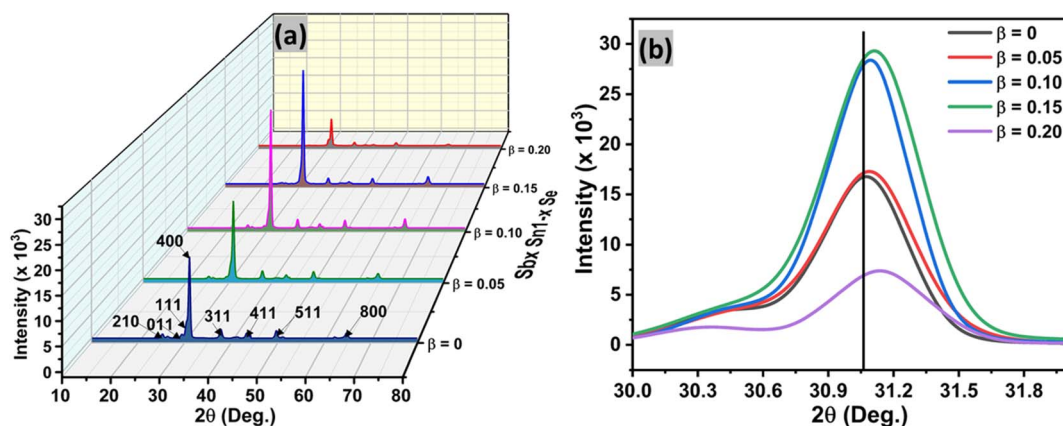 (a)
Intensity (x 10³)
30
25
20
15
10
5
0
400
210
011
111
311
411
511
800
β = 0.20
β = 0.15
β = 0.10
β = 0.05
β = 0
Sbx Sn1-x Se
10 20 30 40 50 60 70 80
2θ (Deg.)
(b)
β = 0
β = 0.05
β = 0.10
β = 0.15
β = 0.20
Intensity (x 10³)
30
25
20
15
10
5
0
30.0 30.3 30.6 30.9 31.2 31.5 31.8
2θ (Deg.)